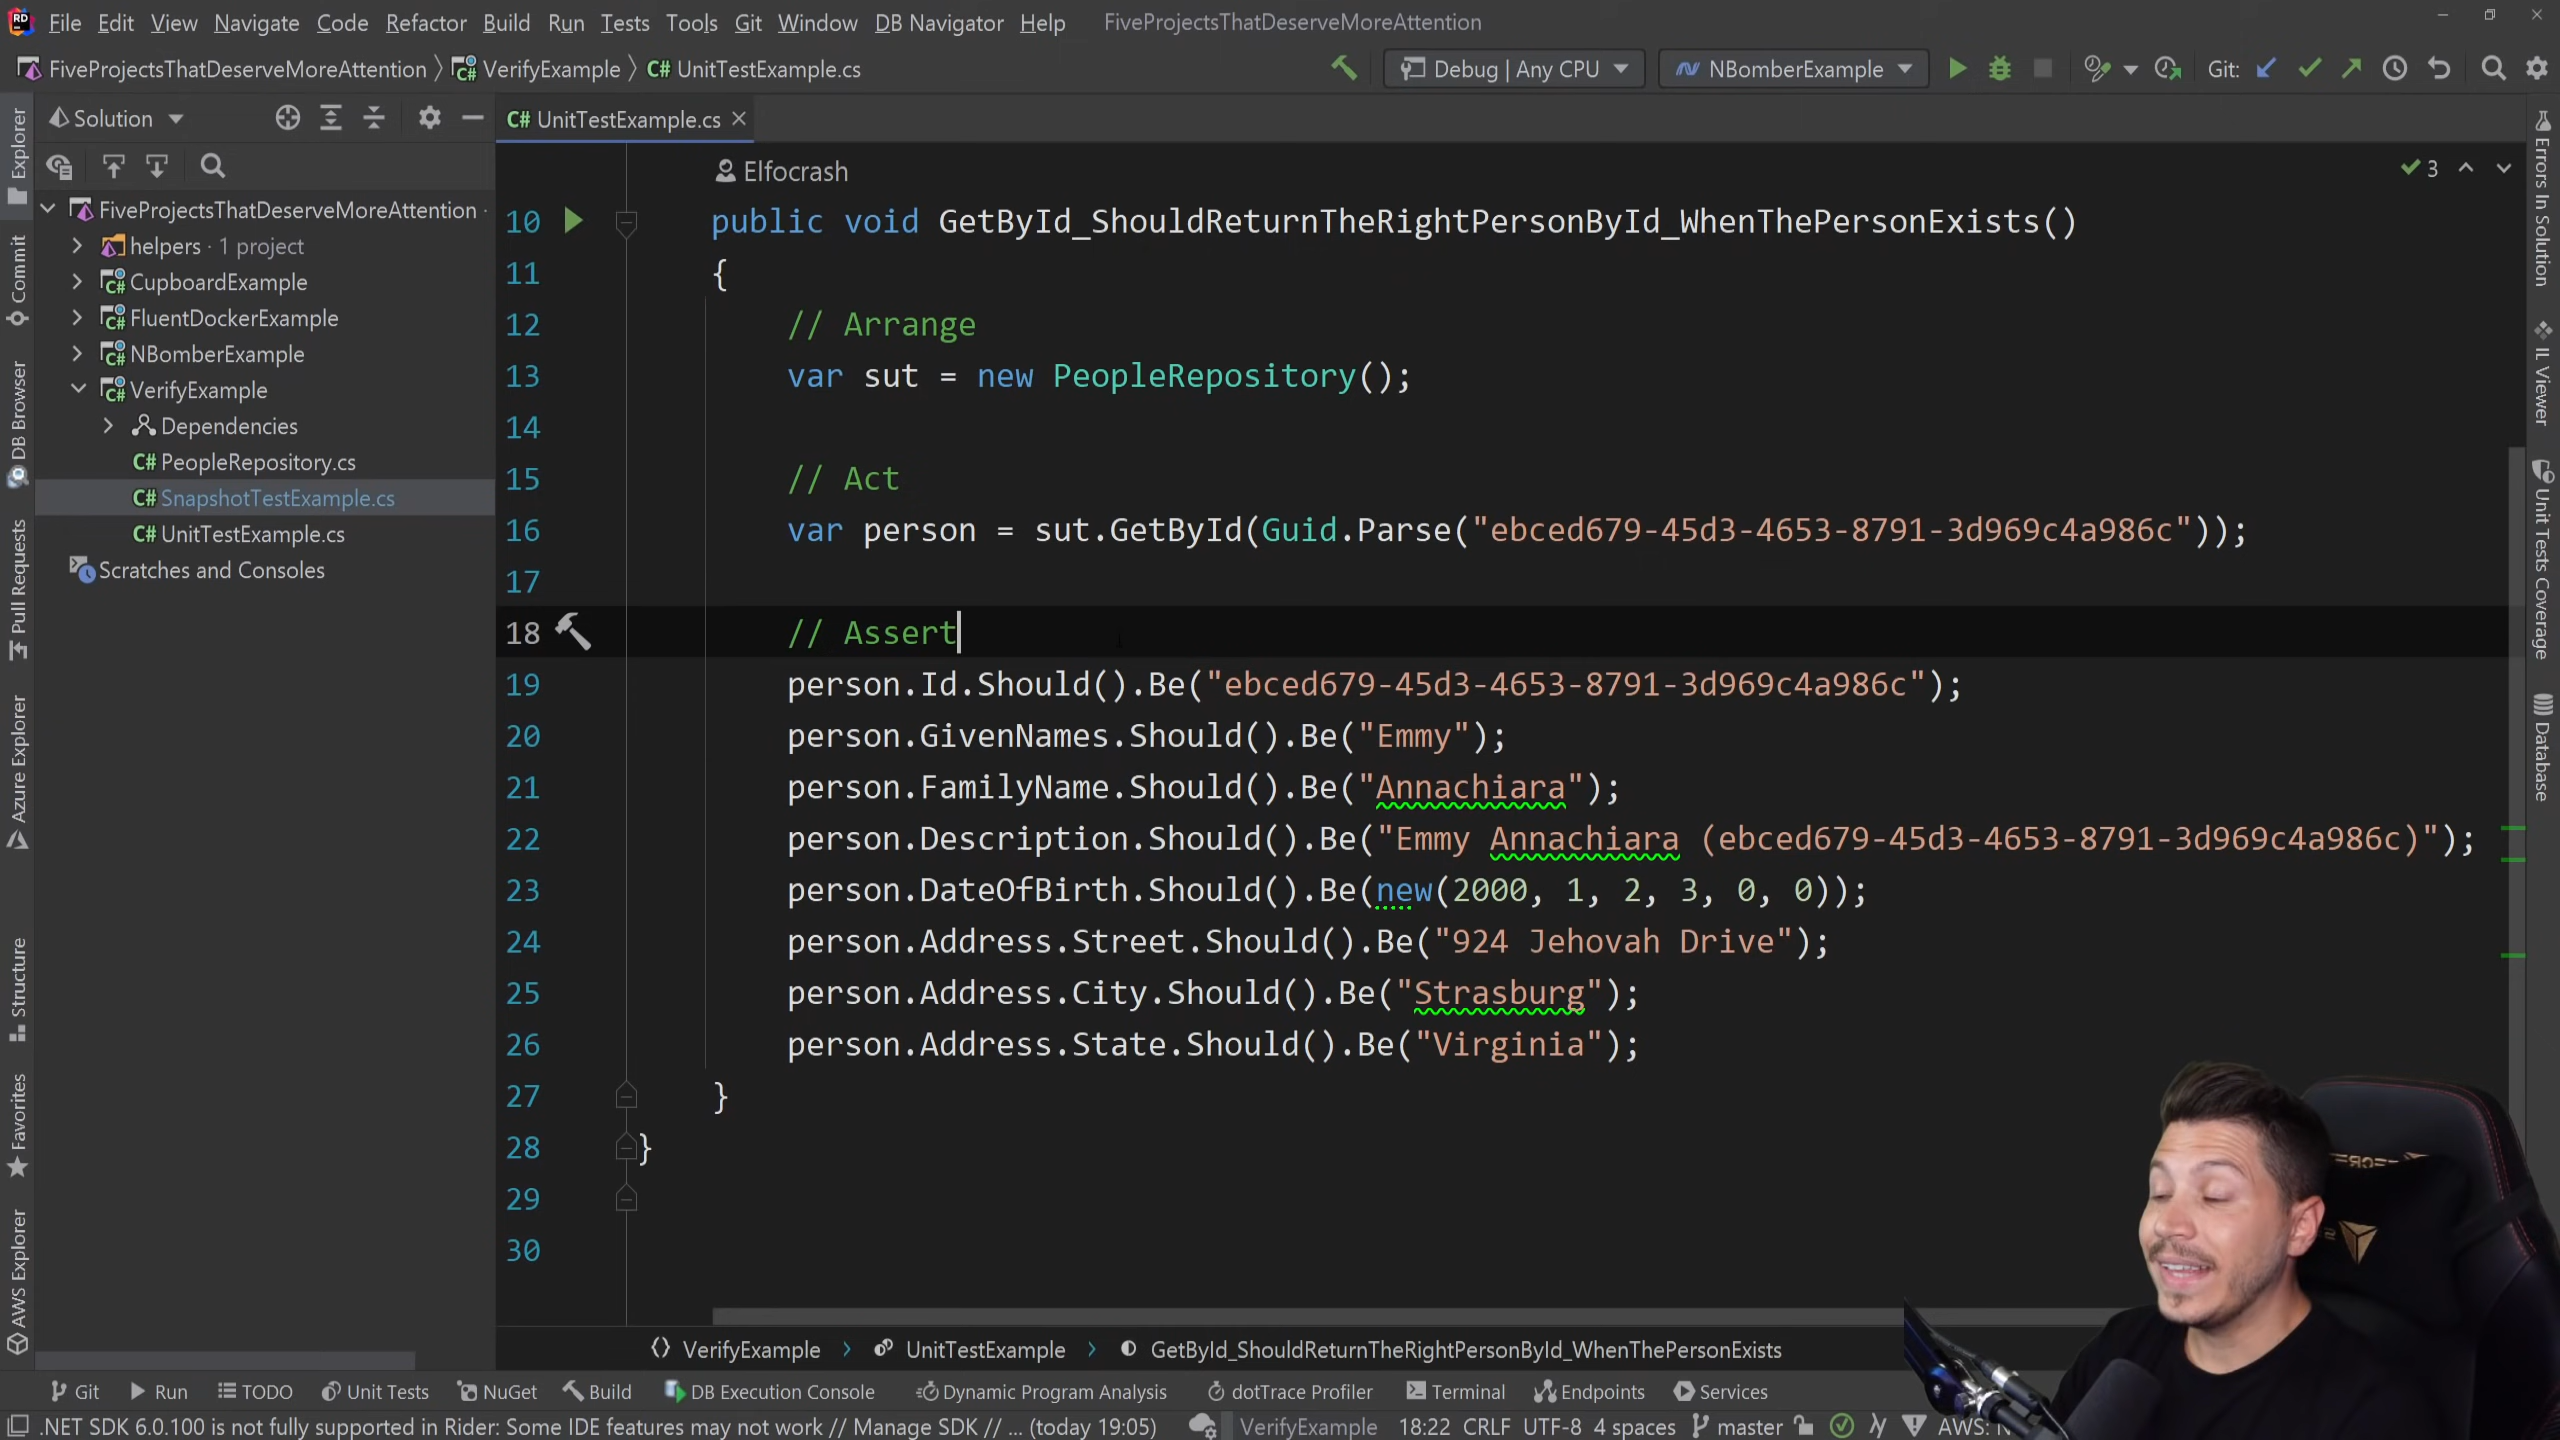 File Edit View Navigate Code Refactor Build Run Tests Tools Git Window DB Navigator Help FiveProjectsThatDeserveMoreAttention
FiveProjectsThatDeserveMoreAttention VerifyExample C# UnitTestExample.cs Debug | Any CPU NBomberExample Git:
Solution
C# UnitTestExample.cs
FiveProjectsThatDeserveMoreAttention
helpers · 1 project
CupboardExample
FluentDockerExample
NBomberExample
VerifyExample
Dependencies
C# PeopleRepository.cs
C# SnapshotTestExample.cs
C# UnitTestExample.cs
Scratches and Consoles
Explorer
Commit
DB Browser
Pull Requests
Azure Explorer
Structure
Favorites
AWS Explorer
Elfocrash
3
10 public void GetById_ShouldReturnTheRightPersonById_WhenThePersonExists()
11 {
12 // Arrange
13 var sut = new PeopleRepository();
14
15 // Act
16 var person = sut.GetById(Guid.Parse("ebced679-45d3-4653-8791-3d969c4a986c"));
17
18 // Assert
19 person.Id.Should().Be("ebced679-45d3-4653-8791-3d969c4a986c");
20 person.GivenNames.Should().Be("Emmy");
21 person.FamilyName.Should().Be("Annachiara");
22 person.Description.Should().Be("Emmy Annachiara (ebced679-45d3-4653-8791-3d969c4a986c)");
23 person.DateOfBirth.Should().Be(new(2000, 1, 2, 3, 0, 0));
24 person.Address.Street.Should().Be("924 Jehovah Drive");
25 person.Address.City.Should().Be("Strasburg");
26 person.Address.State.Should().Be("Virginia");
27 }
28 }
29
30
Errors In Solution
IL Viewer
Unit Tests Coverage
Database
VerifyExample UnitTestExample GetById_ShouldReturnTheRightPersonById_WhenThePersonExists
Git Run TODO Unit Tests NuGet Build DB Execution Console Dynamic Program Analysis dotTrace Profiler Terminal Endpoints Services
.NET SDK 6.0.100 is not fully supported in Rider: Some IDE features may not work // Manage SDK // ... (today 19:05) VerifyExample 18:22 CRLF UTF-8 4 spaces master AWS: